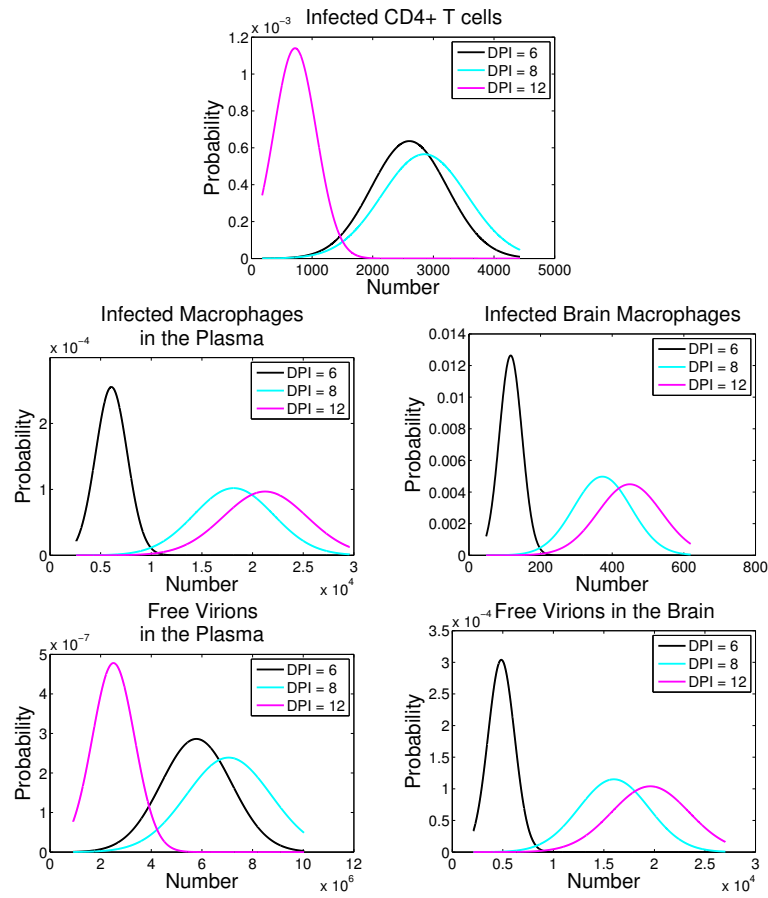 Infected CD4+ T cells
x 10⁻³
1.2
1
0.8
0.6
0.4
0.2
0
Probability
DPI = 6
DPI = 8
DPI = 12
0 1000 2000 3000 4000 5000
Number
Infected Macrophages
in the Plasma
x 10⁻⁴
2
1
0
Probability
DPI = 6
DPI = 8
DPI = 12
0 0.5 1 1.5 2 2.5 3
Number
x 10⁴
Infected Brain Macrophages
0.014
0.012
0.01
0.008
0.006
0.004
0.002
0
Probability
DPI = 6
DPI = 8
DPI = 12
0 200 400 600 800
Number
Free Virions
in the Plasma
x 10⁻⁷
5
4
3
2
1
0
Probability
DPI = 6
DPI = 8
DPI = 12
0 2 4 6 8 10 12
Number
x 10⁶
Free Virions in the Brain
x 10⁻⁴
3.5
3
2.5
2
1.5
1
0.5
0
Probability
DPI = 6
DPI = 8
DPI = 12
0 0.5 1 1.5 2 2.5 3
Number
x 10⁴